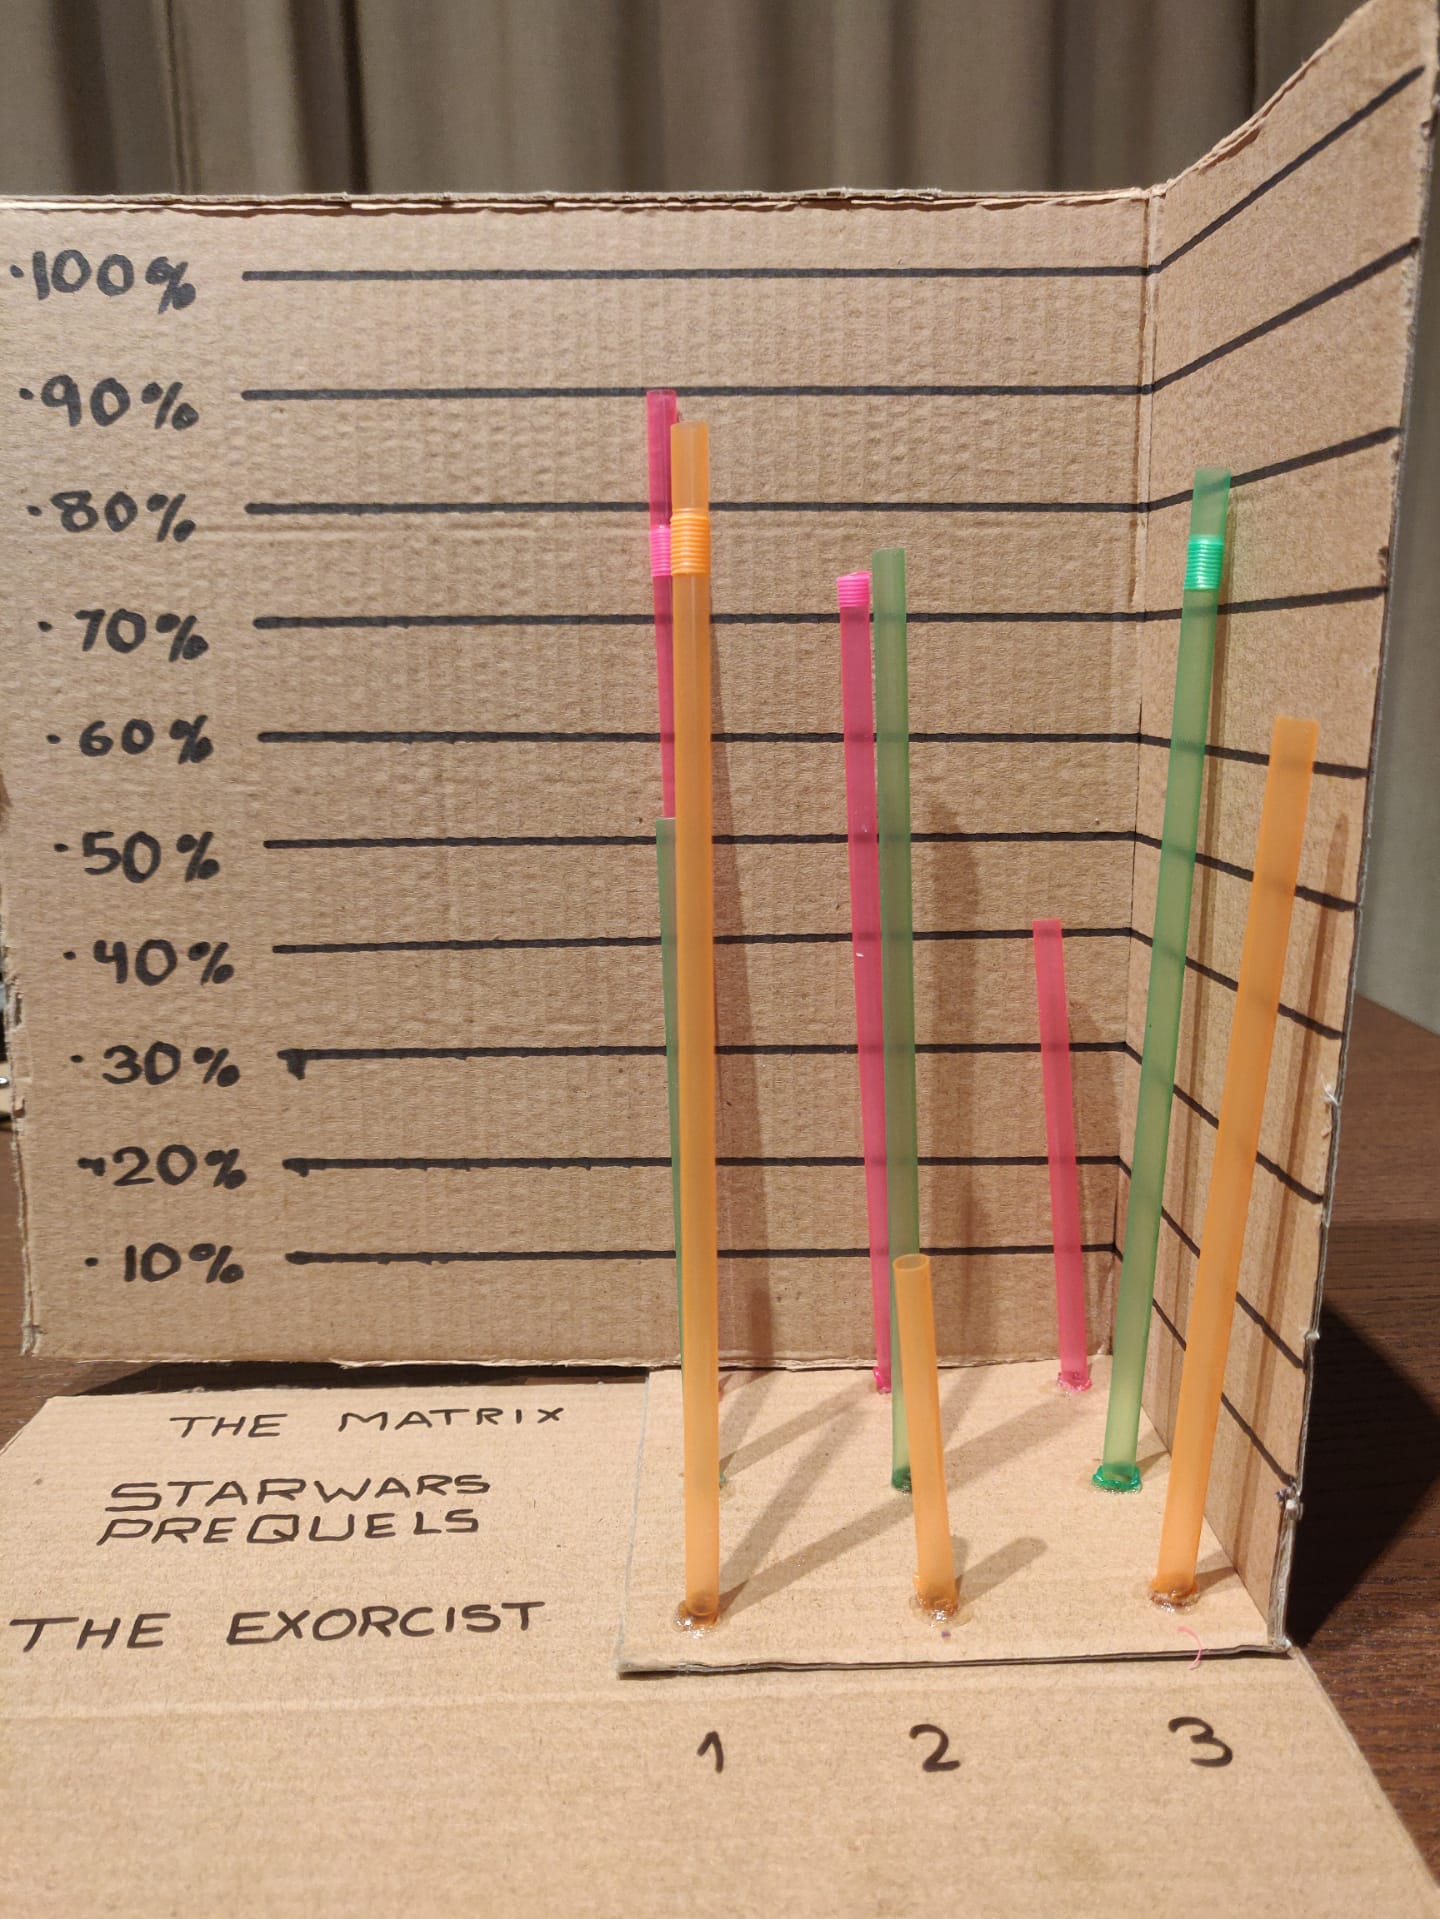 ·100%
·90%
·80%
·70%
·60%
·50%
·40%
·30%
·20%
·10%
THE MATRIX
STARWARS
PREQUELS
THE EXORCIST
1 2 3